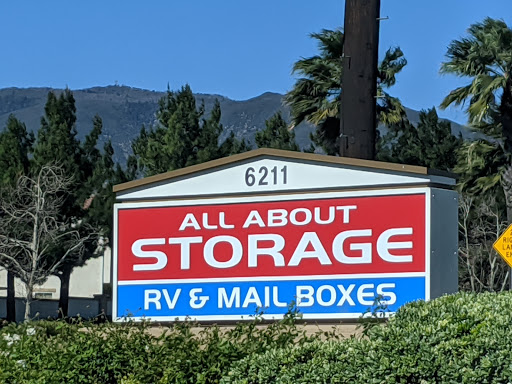 6211
ALL ABOUT
STORAGE
RV & MAIL BOXES